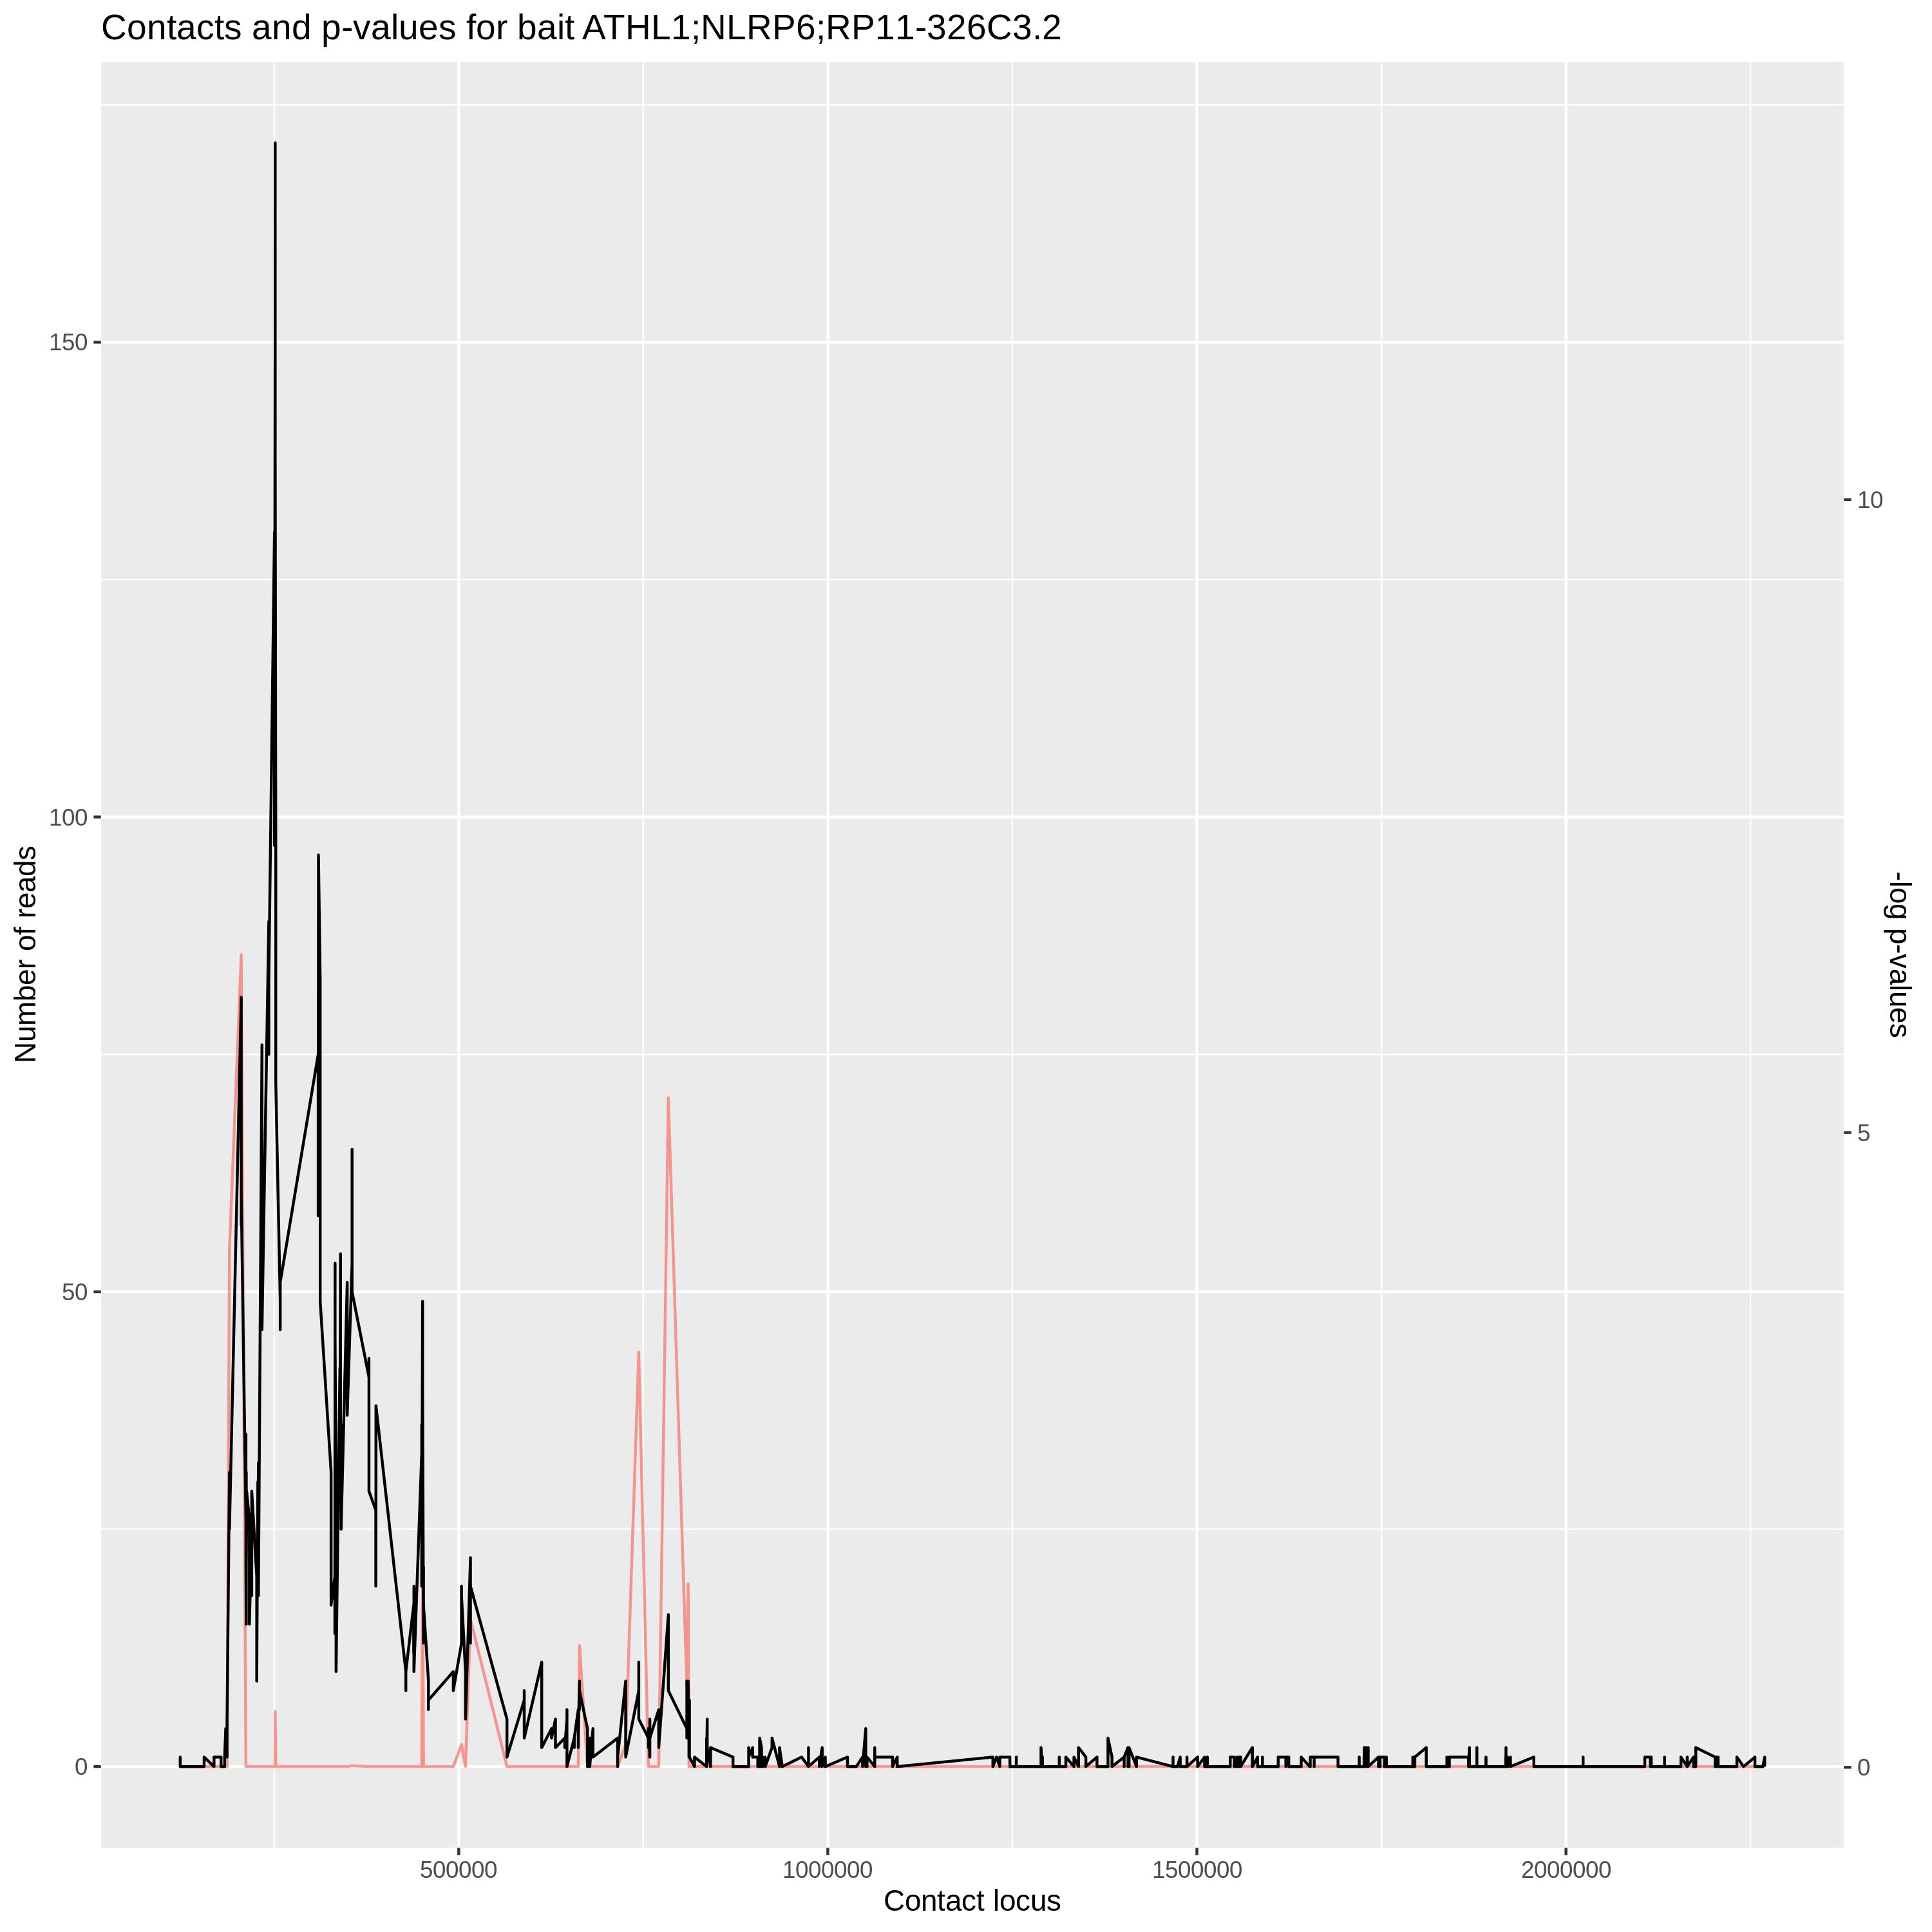 Contacts and p-values for bait ATHL1;NLRP6;RP11-326C3.2
Number of reads
150
100
50
0
10
5
0
-log p-values
500000
1000000
1500000
2000000
Contact locus